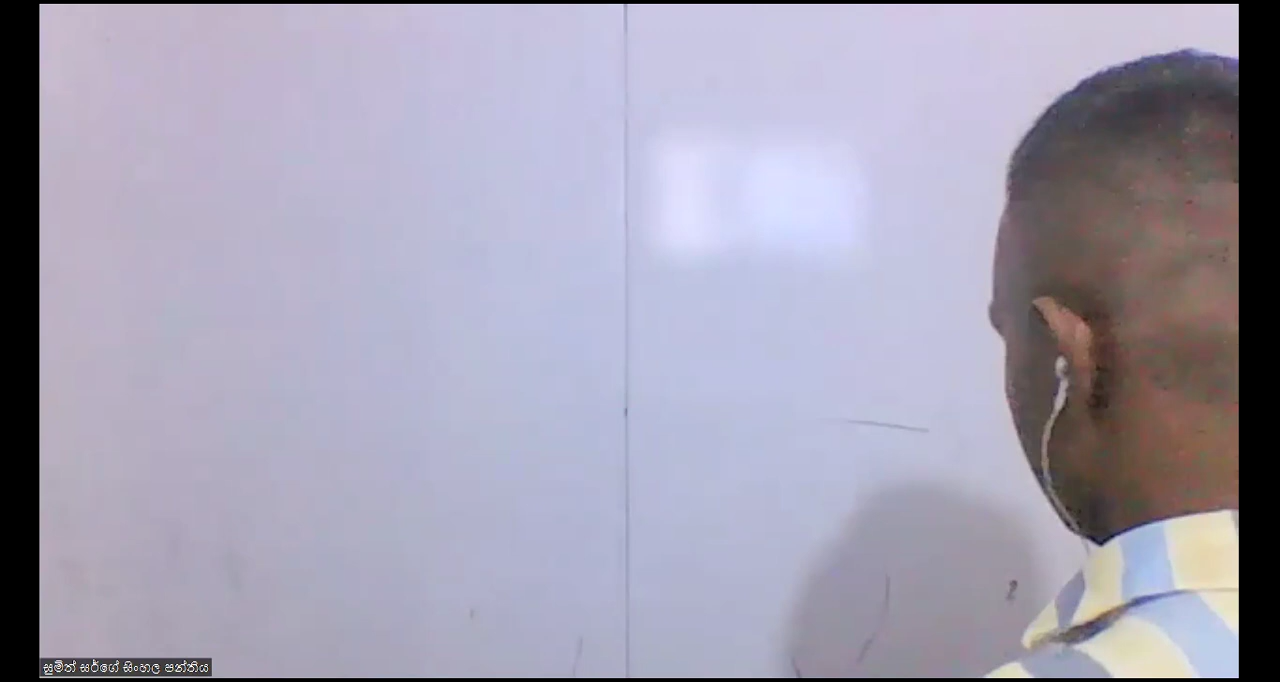 සුමිත් සර්ගේ සිංහල පන්තිය